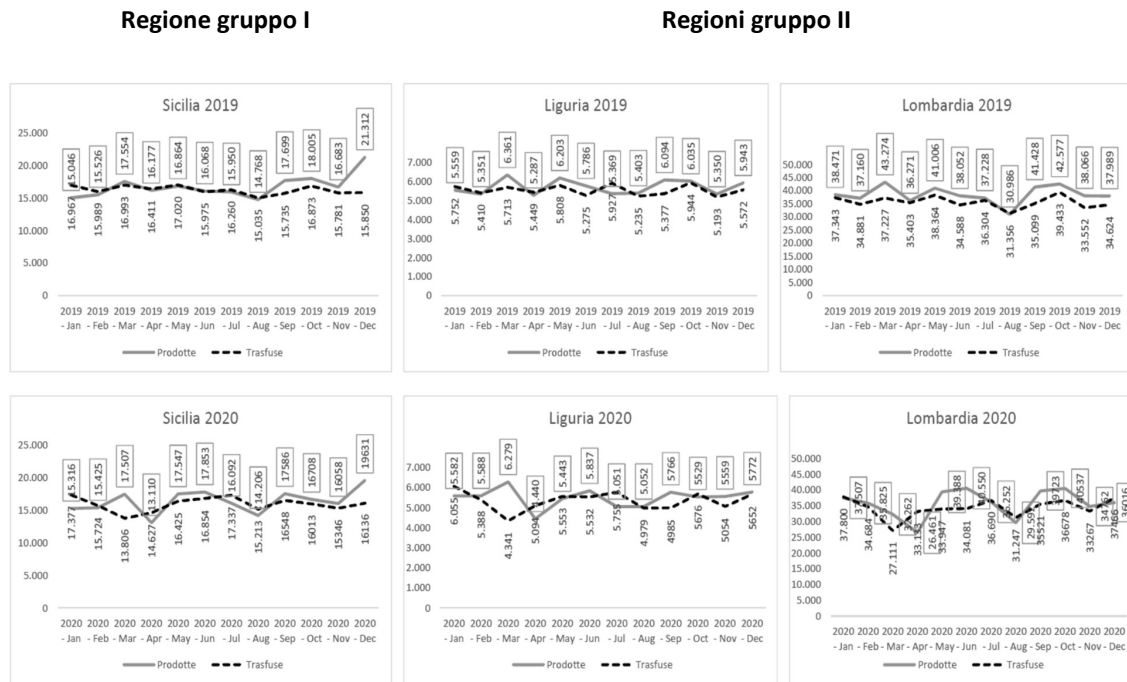 Regione gruppo I
Regioni gruppo II
Sicilia 2019
25.000
20.000
15.000
10.000
5.000
0
15.046 15.526 17.554 16.177 16.864 16.068 15.950 14.768 17.699 18.005 16.683 21.312
16.961 15.989 16.993 16.411 17.020 15.975 16.260 15.035 15.735 16.873 15.781 15.850
2019 2019 2019 2019 2019 2019 2019 2019 2019 2019 2019 2019
- Jan - Feb - Mar - Apr - May - Jun - Jul - Aug - Sep - Oct - Nov - Dec
Prodotte Trasfuse
Liguria 2019
7.000
6.000
5.000
4.000
3.000
2.000
1.000
0
5.559 5.351 6.361 5.287 6.203 5.786 5.369 5.403 6.094 6.035 5.350 5.943
5.752 5.410 5.713 5.449 5.808 5.275 5.927 5.235 5.377 5.944 5.193 5.572
2019 2019 2019 2019 2019 2019 2019 2019 2019 2019 2019 2019
- Jan - Feb - Mar - Apr - May - Jun - Jul - Aug - Sep - Oct - Nov - Dec
Prodotte Trasfuse
Lombardia 2019
50.000
45.000
40.000
35.000
30.000
25.000
20.000
15.000
10.000
5.000
0
38.471 37.160 43.274 36.271 41.006 38.052 37.228 30.986 41.428 42.577 38.066 37.989
37.343 34.881 37.227 35.403 38.364 34.588 36.304 31.356 35.099 39.433 33.552 34.624
2019 2019 2019 2019 2019 2019 2019 2019 2019 2019 2019 2019
- Jan - Feb - Mar - Apr - May - Jun - Jul - Aug - Sep - Oct - Nov - Dec
Prodotte Trasfuse
Sicilia 2020
25.000
20.000
15.000
10.000
5.000
0
15.316 15.425 17.507 13.110 17.547 17.853 16.092 14.206 17586 16708 16058 19631
17.377 15.724 13.806 14.627 16.425 16.854 17.337 15.213 16548 16013 15346 16136
2020 2020 2020 2020 2020 2020 2020 2020 2020 2020 2020 2020
- Jan - Feb - Mar - Apr - May - Jun - Jul - Aug - Sep - Oct - Nov - Dec
Prodotte Trasfuse
Liguria 2020
7.000
6.000
5.000
4.000
3.000
2.000
1.000
0
5.582 5.588 6.279 5.443 5.837 5.052 5766 5529 5559 5772
6.055 5.388 4.341 5.553 5.532 4.979 4985 5676 5054 5652
2020 2020 2020 2020 2020 2020 2020 2020 2020 2020 2020 2020
- Jan - Feb - Mar - Apr - May - Jun - Jul - Aug - Sep - Oct - Nov - Dec
Prodotte Trasfuse
Lombardia 2020
50.000
45.000
40.000
35.000
30.000
25.000
20.000
15.000
10.000
5.000
0
26.461
37.800 34.684 27.111 33.947 34.081 36.690 31.247 35521 36678 33267
36016
2020 2020 2020 2020 2020 2020 2020 2020 2020 2020 2020 2020
- Jan - Feb - Mar - Apr - May - Jun - Jul - Aug - Sep - Oct - Nov - Dec
Prodotte Trasfuse